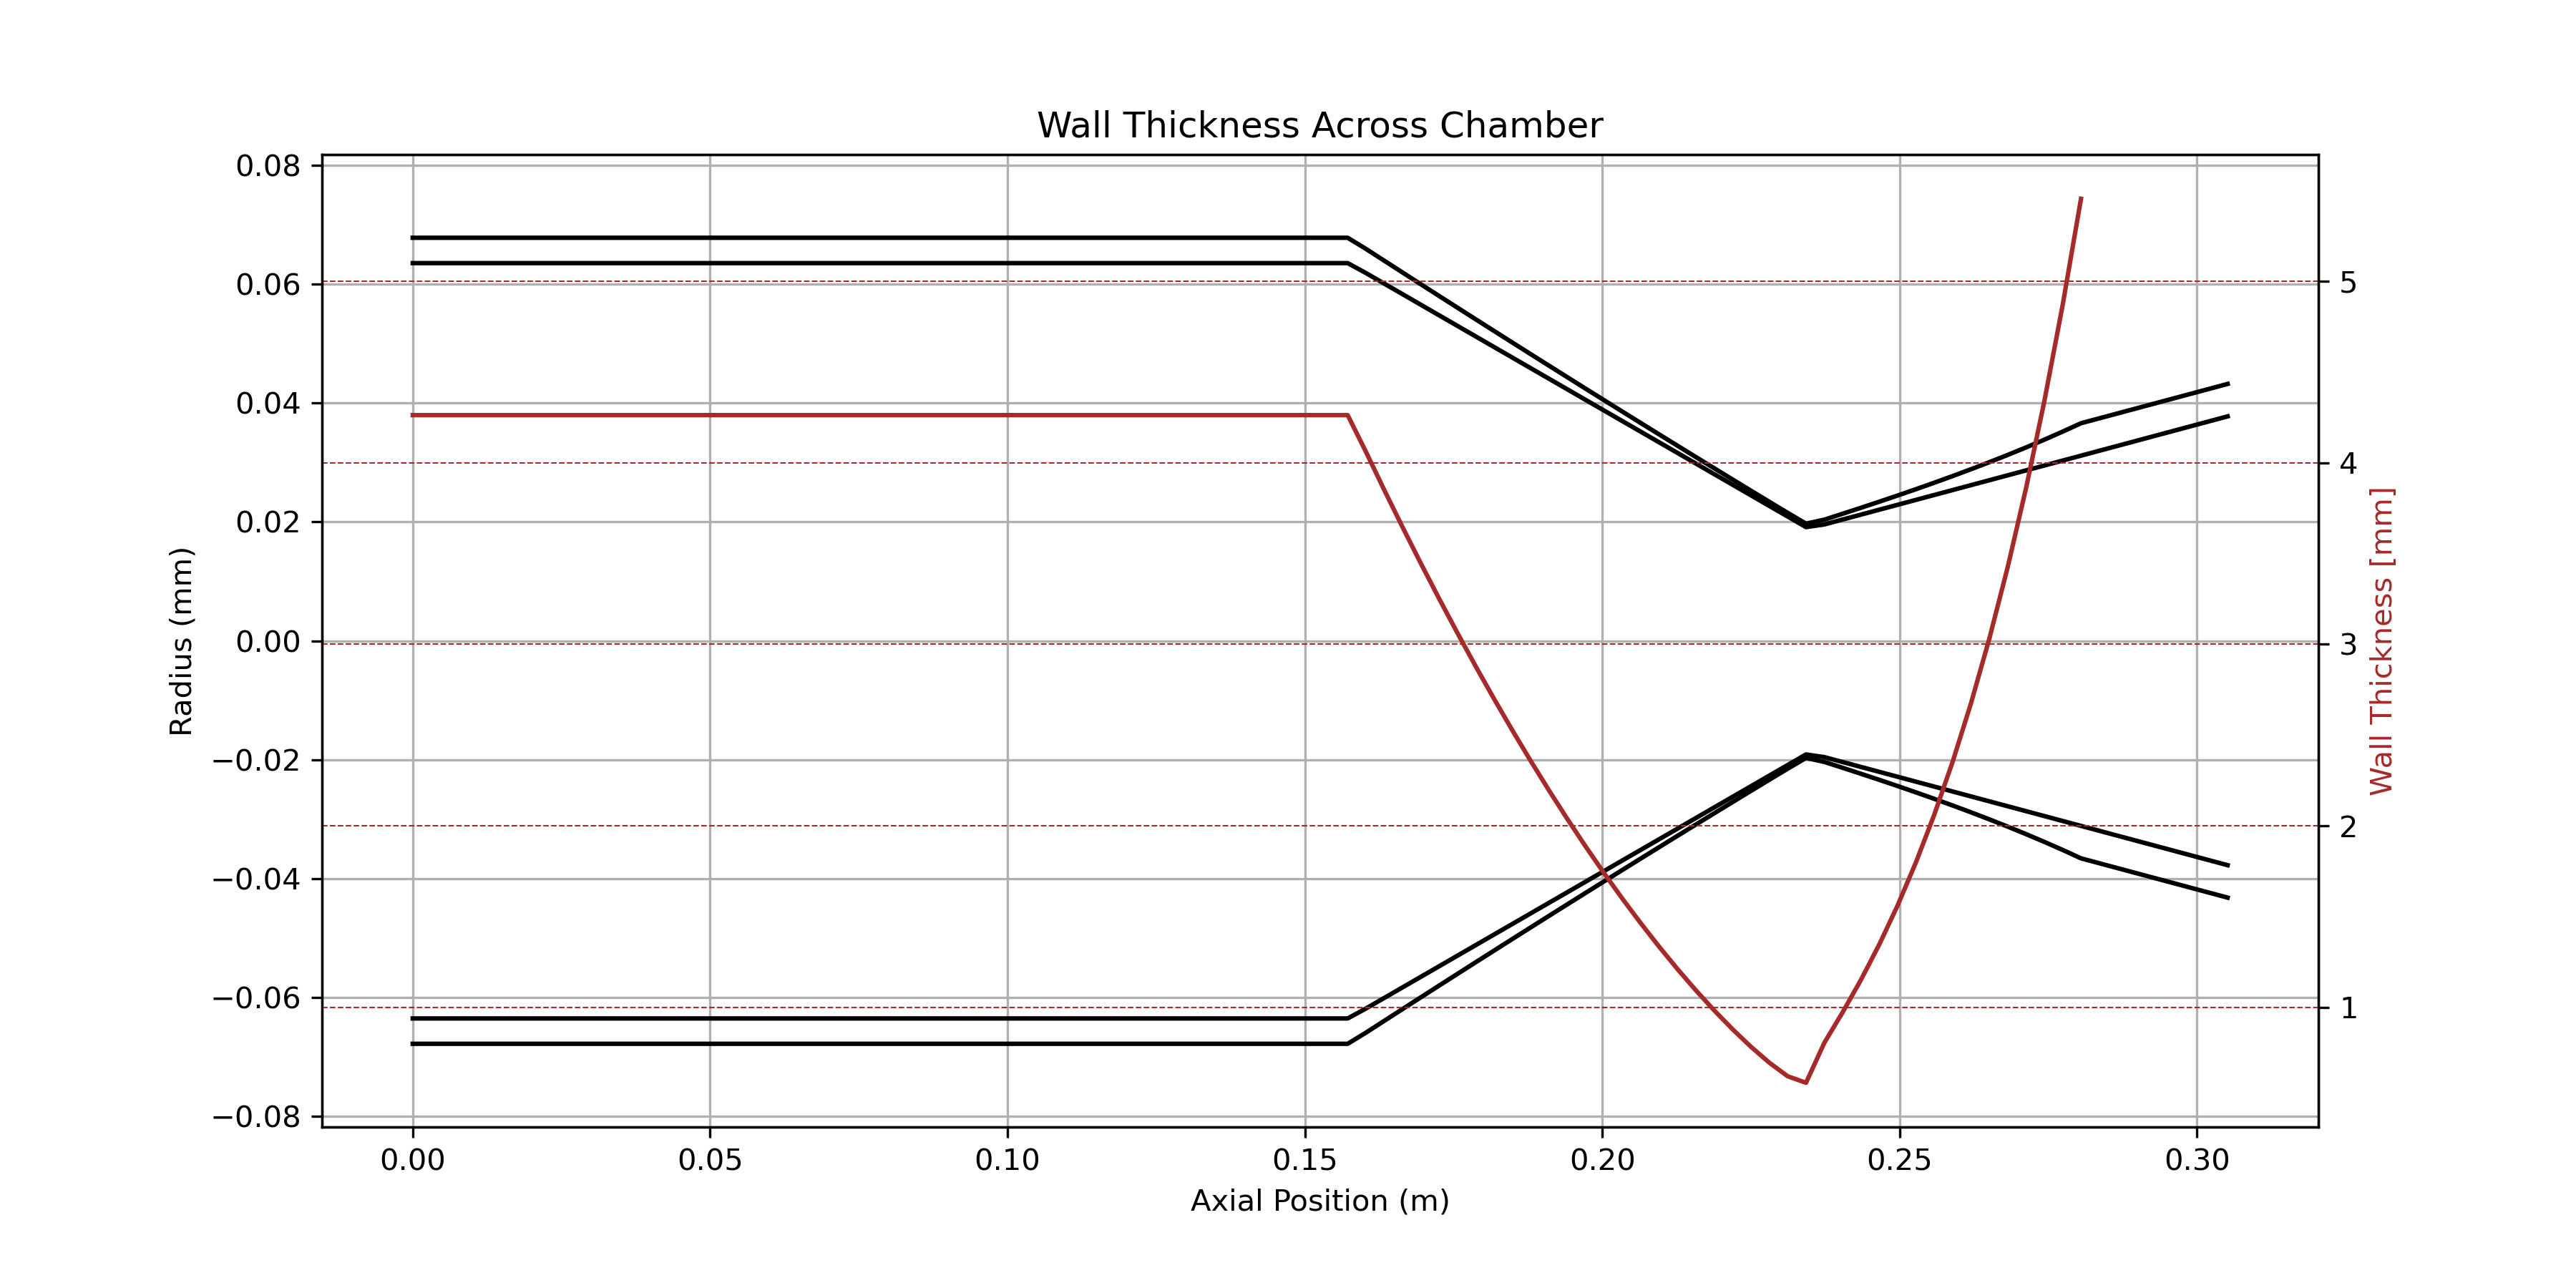 Wall Thickness Across Chamber
0.08
0.06
0.04
0.02
0.00
−0.02
−0.04
−0.06
−0.08
Radius (mm)
5
4
3
2
1
Wall Thickness [mm]
0.00 0.05 0.10 0.15 0.20 0.25 0.30
Axial Position (m)